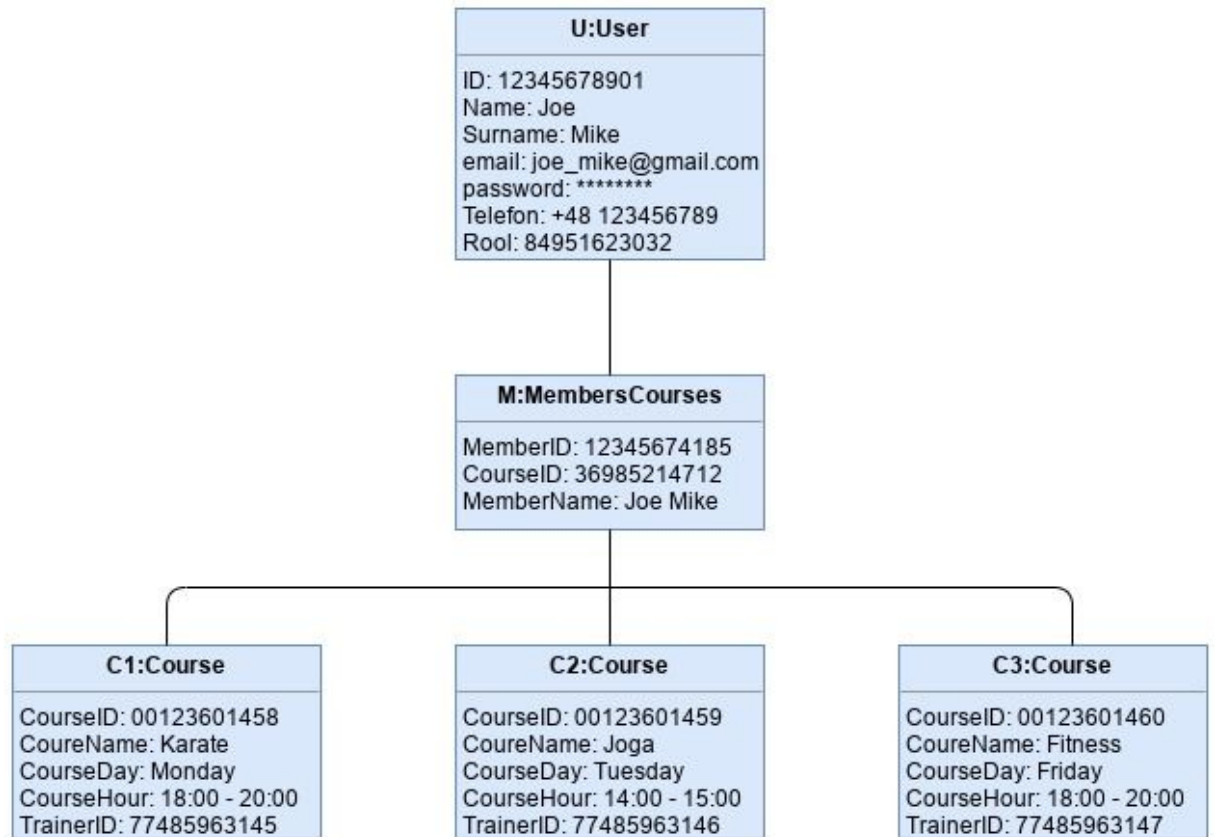 U:User
ID: 12345678901
Name: Joe
Surname: Mike
email: joe_mike@gmail.com
password: ********
Telefon: +48 123456789
Rool: 84951623032
M:MembersCourses
MemberID: 12345674185
CourseID: 36985214712
MemberName: Joe Mike
C1:Course
CourseID: 00123601458
CoureName: Karate
CourseDay: Monday
CourseHour: 18:00 - 20:00
TrainerID: 77485963145
C2:Course
CourseID: 00123601459
CoureName: Joga
CourseDay: Tuesday
CourseHour: 14:00 - 15:00
TrainerID: 77485963146
C3:Course
CourseID: 00123601460
CoureName: Fitness
CourseDay: Friday
CourseHour: 18:00 - 20:00
TrainerID: 77485963147